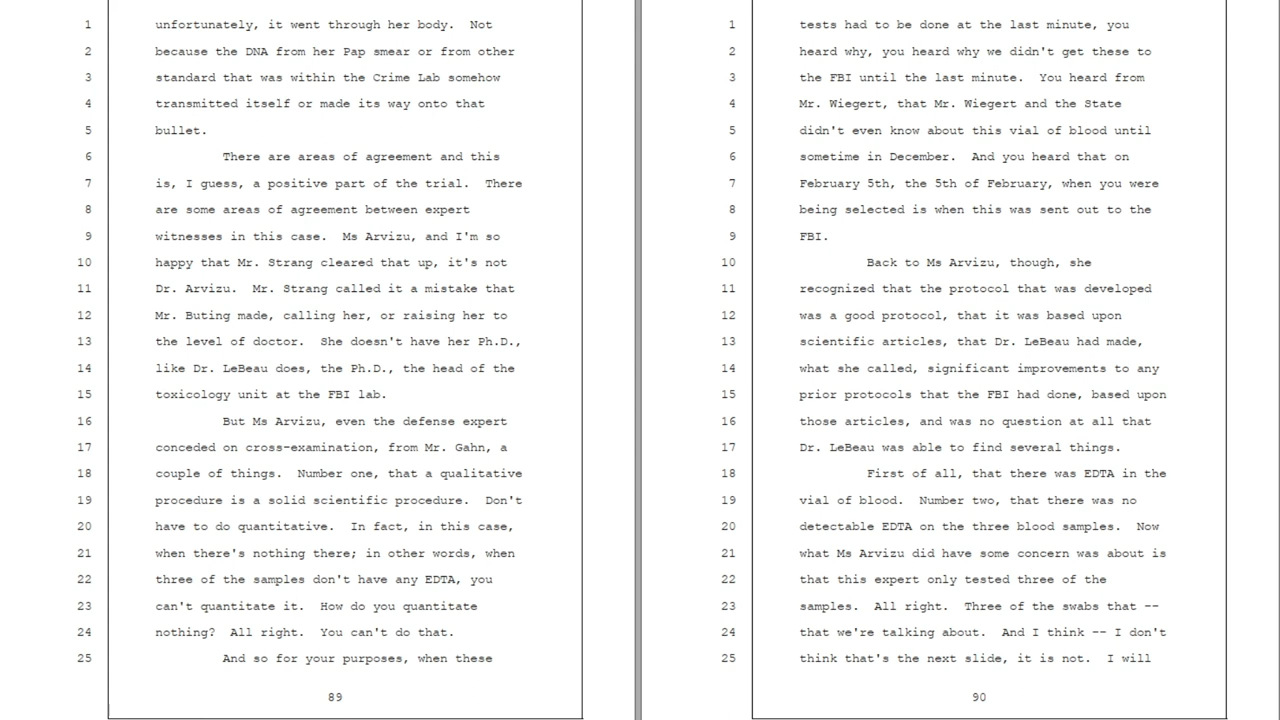 1 unfortunately, it went through her body. Not
2 because the DNA from her Pap smear or from other
3 standard that was within the Crime Lab somehow
4 transmitted itself or made its way onto that
5 bullet.
6 There are areas of agreement and this
7 is, I guess, a positive part of the trial. There
8 are some areas of agreement between expert
9 witnesses in this case. Ms Arvizu, and I'm so
10 happy that Mr. Strang cleared that up, it's not
11 Dr. Arvizu. Mr. Strang called it a mistake that
12 Mr. Buting made, calling her, or raising her to
13 the level of doctor. She doesn't have her Ph.D.,
14 like Dr. LeBeau does, the Ph.D., the head of the
15 toxicology unit at the FBI lab.
16 But Ms Arvizu, even the defense expert
17 conceded on cross-examination, from Mr. Gahn, a
18 couple of things. Number one, that a qualitative
19 procedure is a solid scientific procedure. Don't
20 have to do quantitative. In fact, in this case,
21 when there's nothing there; in other words, when
22 three of the samples don't have any EDTA, you
23 can't quantitate it. How do you quantitate
24 nothing? All right. You can't do that.
25 And so for your purposes, when these
89
1 tests had to be done at the last minute, you
2 heard why, you heard why we didn't get these to
3 the FBI until the last minute. You heard from
4 Mr. Wiegert, that Mr. Wiegert and the State
5 didn't even know about this vial of blood until
6 sometime in December. And you heard that on
7 February 5th, the 5th of February, when you were
8 being selected is when this was sent out to the
9 FBI.
10 Back to Ms Arvizu, though, she
11 recognized that the protocol that was developed
12 was a good protocol, that it was based upon
13 scientific articles, that Dr. LeBeau had made,
14 what she called, significant improvements to any
15 prior protocols that the FBI had done, based upon
16 those articles, and was no question at all that
17 Dr. LeBeau was able to find several things.
18 First of all, that there was EDTA in the
19 vial of blood. Number two, that there was no
20 detectable EDTA on the three blood samples. Now
21 what Ms Arvizu did have some concern was about is
22 that this expert only tested three of the
23 samples. All right. Three of the swabs that --
24 that we're talking about. And I think -- I don't
25 think that's the next slide, it is not. I will
90